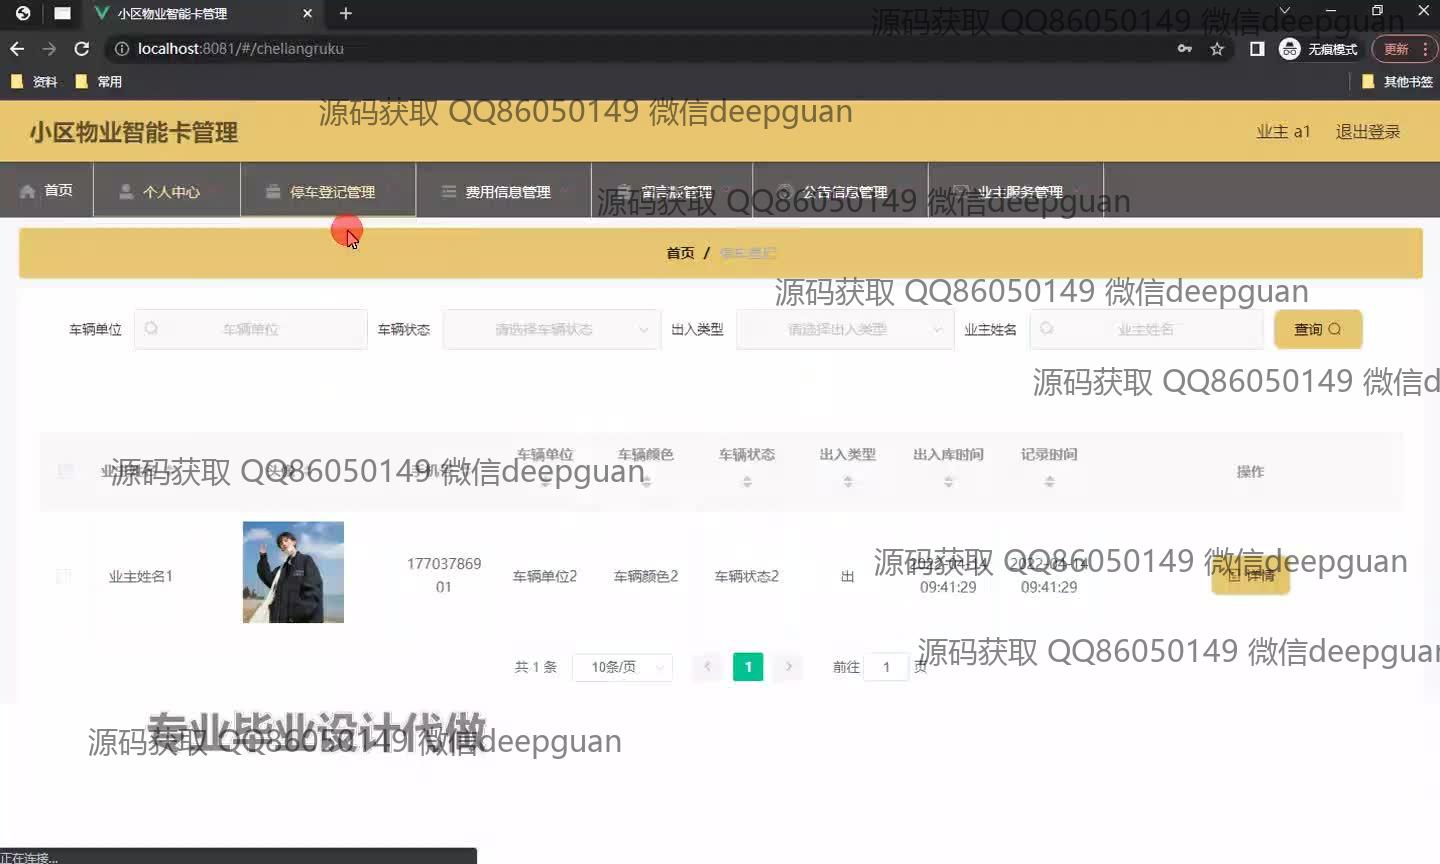 小区物业智能卡管理
localhost:8081/#/cheliangruku
无痕模式
更新
资料
常用
其他书签
源码获取 QQ86050149 微信deepguan
源码获取 QQ86050149 微信deepguan
小区物业智能卡管理
业主 a1
退出登录
首页
个人中心
停车登记管理
费用信息管理
留言版管理
公告信息管理
业主服务管理
源码获取 QQ86050149 微信deepguan
首页 / 停车登记
源码获取 QQ86050149 微信deepguan
车辆单位
车辆单位
车辆状态
请选择车辆状态
出入类型
请选择出入类型
业主姓名
业主姓名
查询
源码获取 QQ86050149 微信d
业主姓名
头像
手机号
车辆单位
车辆颜色
车辆状态
出入类型
出入库时间
记录时间
操作
源码获取 QQ86050149 微信deepguan
业主姓名1
177037869
01
车辆单位2
车辆颜色2
车辆状态2
出
2022-04-14
09:41:29
2022-04-14
09:41:29
详情
源码获取 QQ86050149 微信deepguan
共 1 条
10条/页
1
前往
1
页
源码获取 QQ86050149 微信deepguan
专业毕业设计代做
源码获取 QQ86050149 微信deepguan
正在连接...